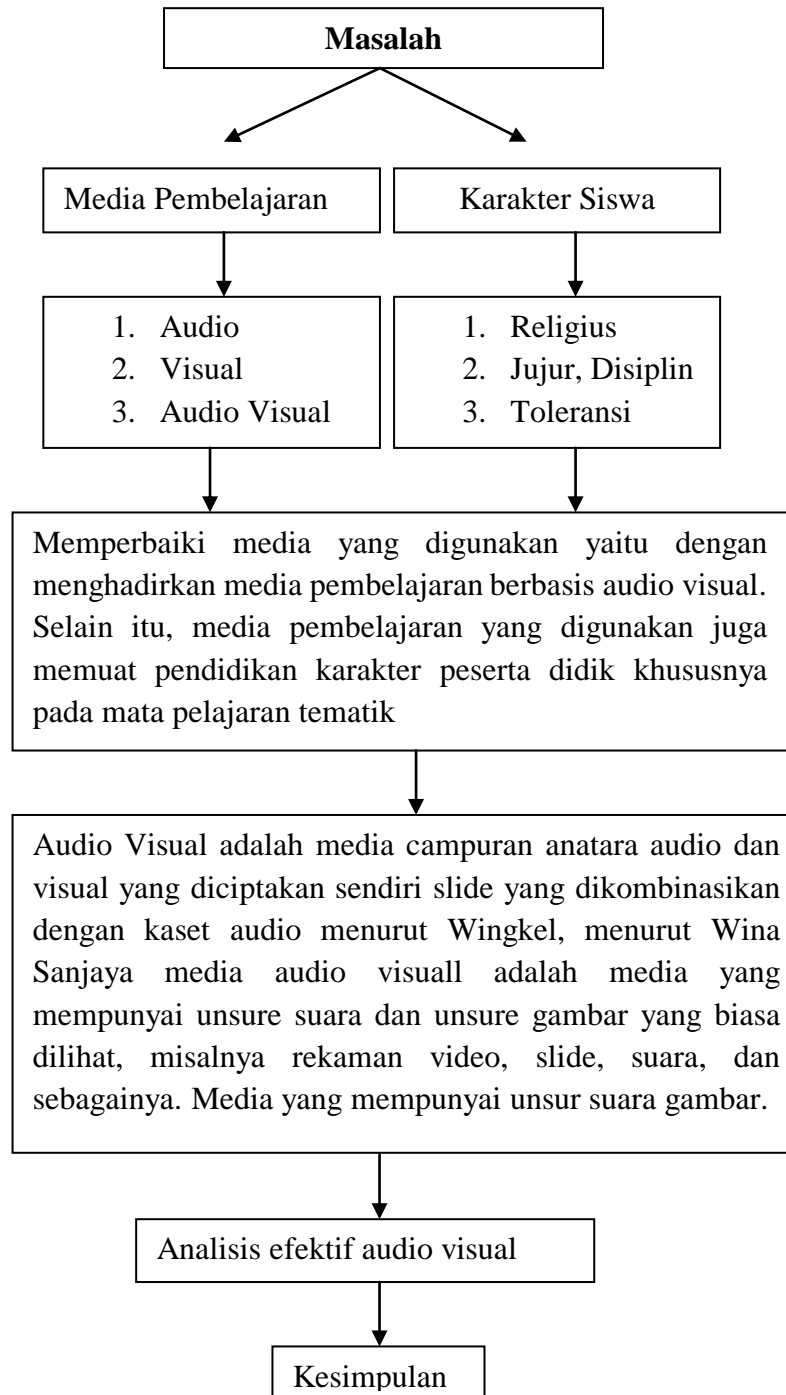 Masalah
Media Pembelajaran
Karakter Siswa
1. Audio
2. Visual
3. Audio Visual
1. Religius
2. Jujur, Disiplin
3. Toleransi
Memperbaiki media yang digunakan yaitu dengan
menghadirkan media pembelajaran berbasis audio visual.
Selain itu, media pembelajaran yang digunakan juga
memuat pendidikan karakter peserta didik khususnya
pada mata pelajaran tematik
Audio Visual adalah media campuran anatara audio dan
visual yang diciptakan sendiri slide yang dikombinasikan
dengan kaset audio menurut Wingkel, menurut Wina
Sanjaya media audio visuall adalah media yang
mempunyai unsure suara dan unsure gambar yang biasa
dilihat, misalnya rekaman video, slide, suara, dan
sebagainya. Media yang mempunyai unsur suara gambar.
Analisis efektif audio visual
Kesimpulan